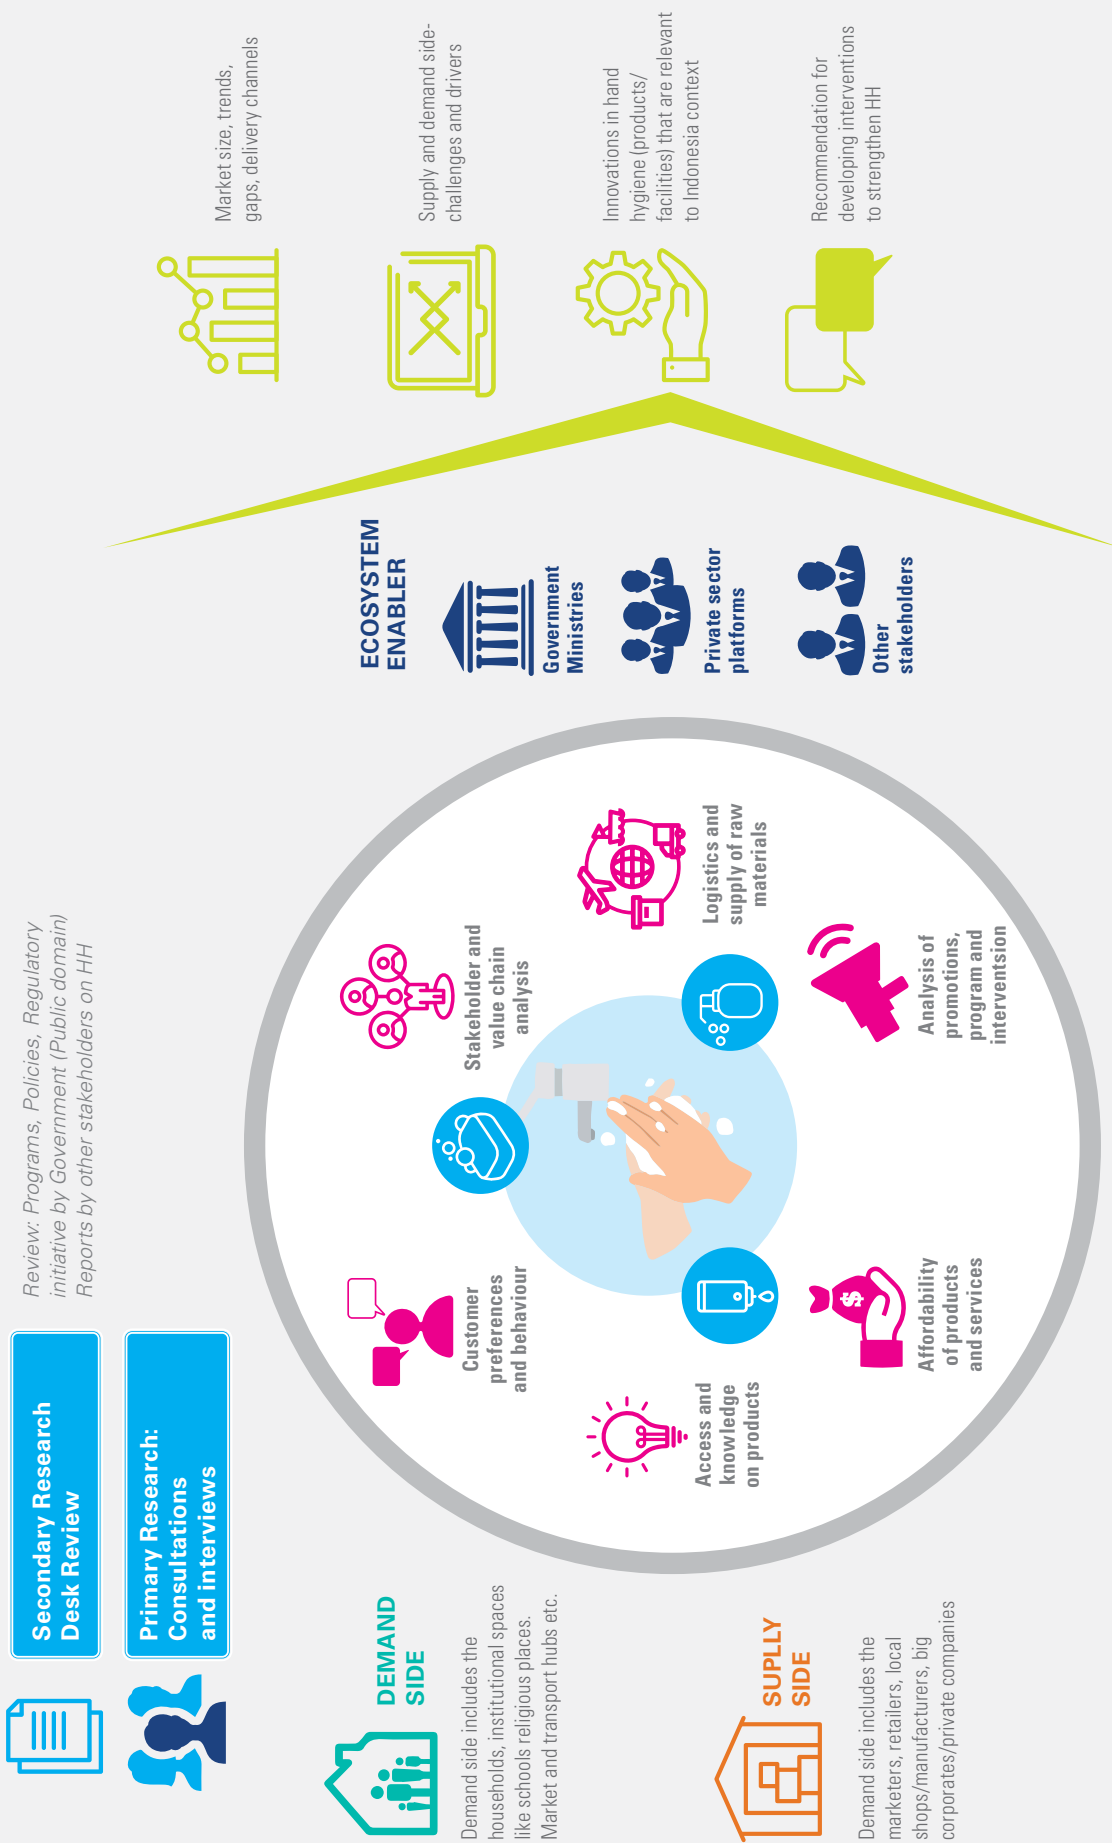 Secondary Research
Desk Review
Review: Programs, Policies, Regulatory
initiative by Government (Public domain)
Reports by other stakeholders on HH
Primary Research:
Consultations
and interviews
DEMAND
SIDE
Demand side includes the
households, institutional spaces
like schools religious places.
Market and transport hubs etc.
SUPLLY
SIDE
Demand side includes the
marketers, retailers, local
shops/manufacturers, big
corporates/private companies
Customer
preferences
and behaviour
Stakeholder and
value chain
analysis
Access and
knowledge
on products
Logistics and
supply of raw
materials
Affordability
of products
and services
$
Analysis of
promotions,
program and
interventsion
ECOSYSTEM
ENABLER
Government
Ministries
Private sector
platforms
Other
stakeholders
Market size, trends,
gaps, delivery channels
Supply and demand side-
challenges and drivers
Innovations in hand
hygiene (products/
facilities) that are relevant
to Indonesia context
Recommendation for
developing interventions
to strengthen HH